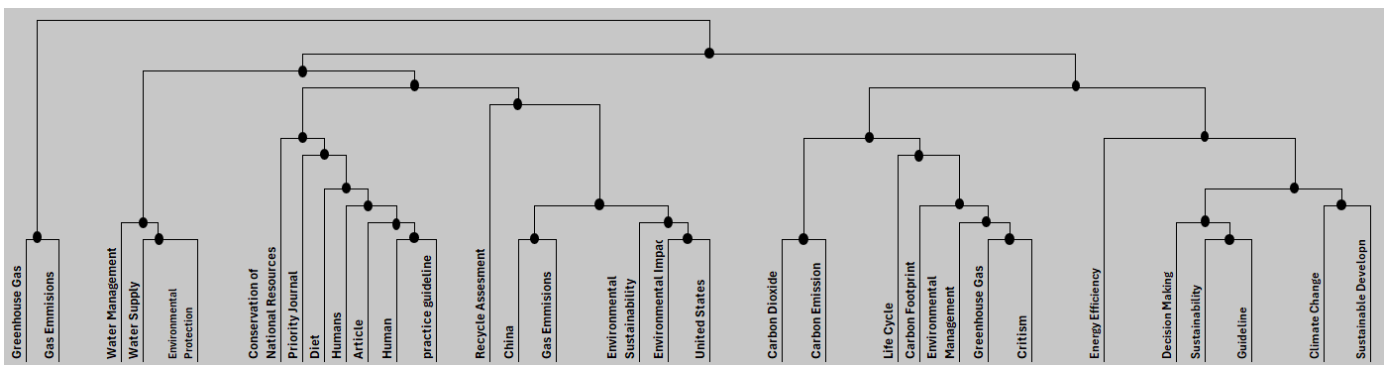 Greenhouse Gas
Gas Emmisions
Water Management
Water Supply
Environmental
Protection
Conservation of
National Resources
Priority Journal
Diet
Humans
Article
Human
practice guideline
Recycle Assesment
China
Gas Emmisions
Environmental
Sustainability
Environmental Impac
United States
Carbon Dioxide
Carbon Emission
Life Cycle
Carbon Footprint
Environmental
Management
Greenhouse Gas
Critism
Energy Efficiency
Decision Making
Sustainability
Guideline
Climate Change
Sustainable Developn